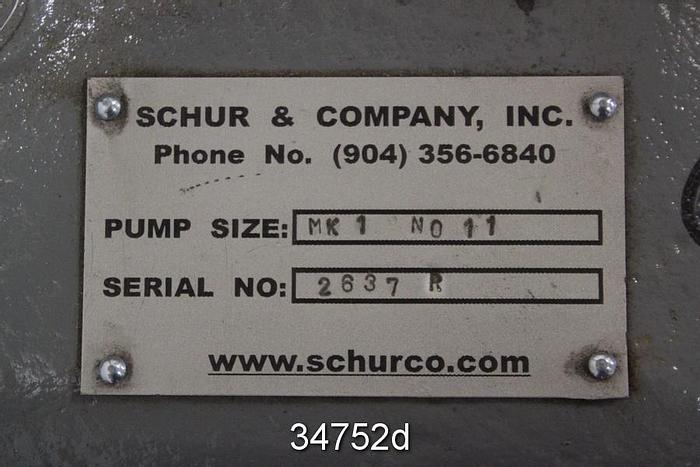 SCHUR & COMPANY, INC.
Phone No. (904) 356-6840
PUMP SIZE: MK 1 NO 11
SERIAL NO: 2637 R
www.schurco.com
34752d